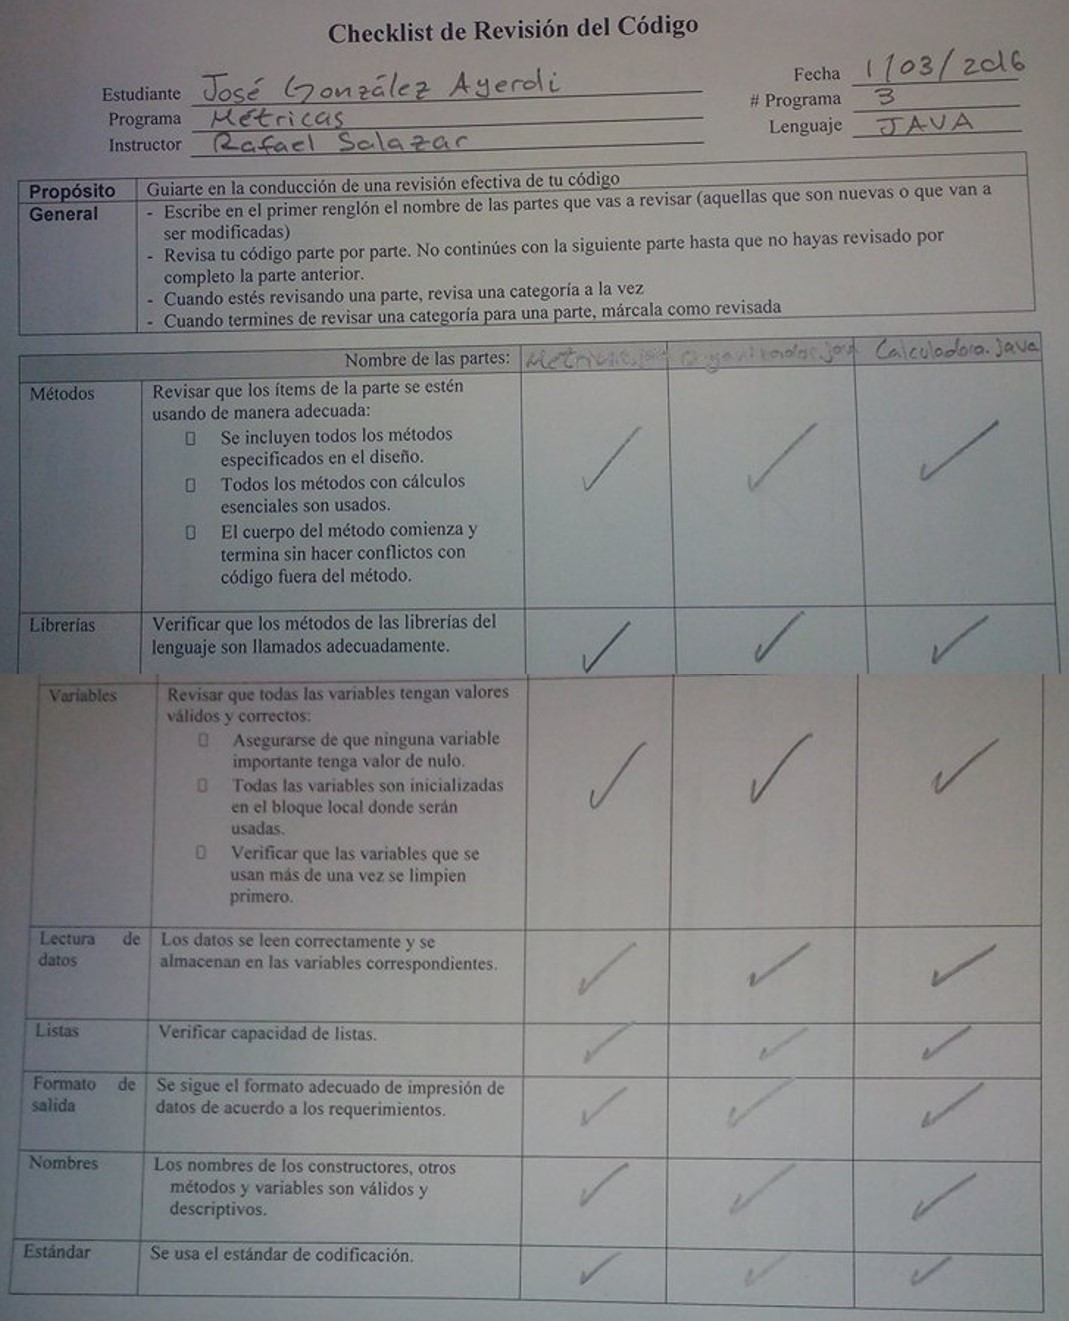 Checklist de Revisión del Código
Estudiante José González Ayerdi
Fecha 1/03/2016
Programa Métricas
# Programa 3
Instructor Rafael Salazar
Lenguaje JAVA
Propósito Guiarte en la conducción de una revisión efectiva de tu código
General - Escribe en el primer renglón el nombre de las partes que vas a revisar (aquellas que son nuevas o que van a
ser modificadas)
- Revisa tu código parte por parte. No continúes con la siguiente parte hasta que no hayas revisado por
completo la parte anterior.
- Cuando estés revisando una parte, revisa una categoría a la vez
- Cuando termines de revisar una categoría para una parte, márcala como revisada
Nombre de las partes: Calculadora.java
Métodos Revisar que los ítems de la parte se estén
usando de manera adecuada:
Se incluyen todos los métodos
especificados en el diseño.
Todos los métodos con cálculos
esenciales son usados.
El cuerpo del método comienza y
termina sin hacer conflictos con
código fuera del método.
Librerías Verificar que los métodos de las librerías del
lenguaje son llamados adecuadamente.
Variables Revisar que todas las variables tengan valores
válidos y correctos:
Asegurarse de que ninguna variable
importante tenga valor de nulo.
Todas las variables son inicializadas
en el bloque local donde serán
usadas.
Verificar que las variables que se
usan más de una vez se limpien
primero.
Lectura de Los datos se leen correctamente y se
datos almacenan en las variables correspondientes.
Listas Verificar capacidad de listas.
Formato de Se sigue el formato adecuado de impresión de
salida datos de acuerdo a los requerimientos.
Nombres Los nombres de los constructores, otros
métodos y variables son válidos y
descriptivos.
Estándar Se usa el estándar de codificación.